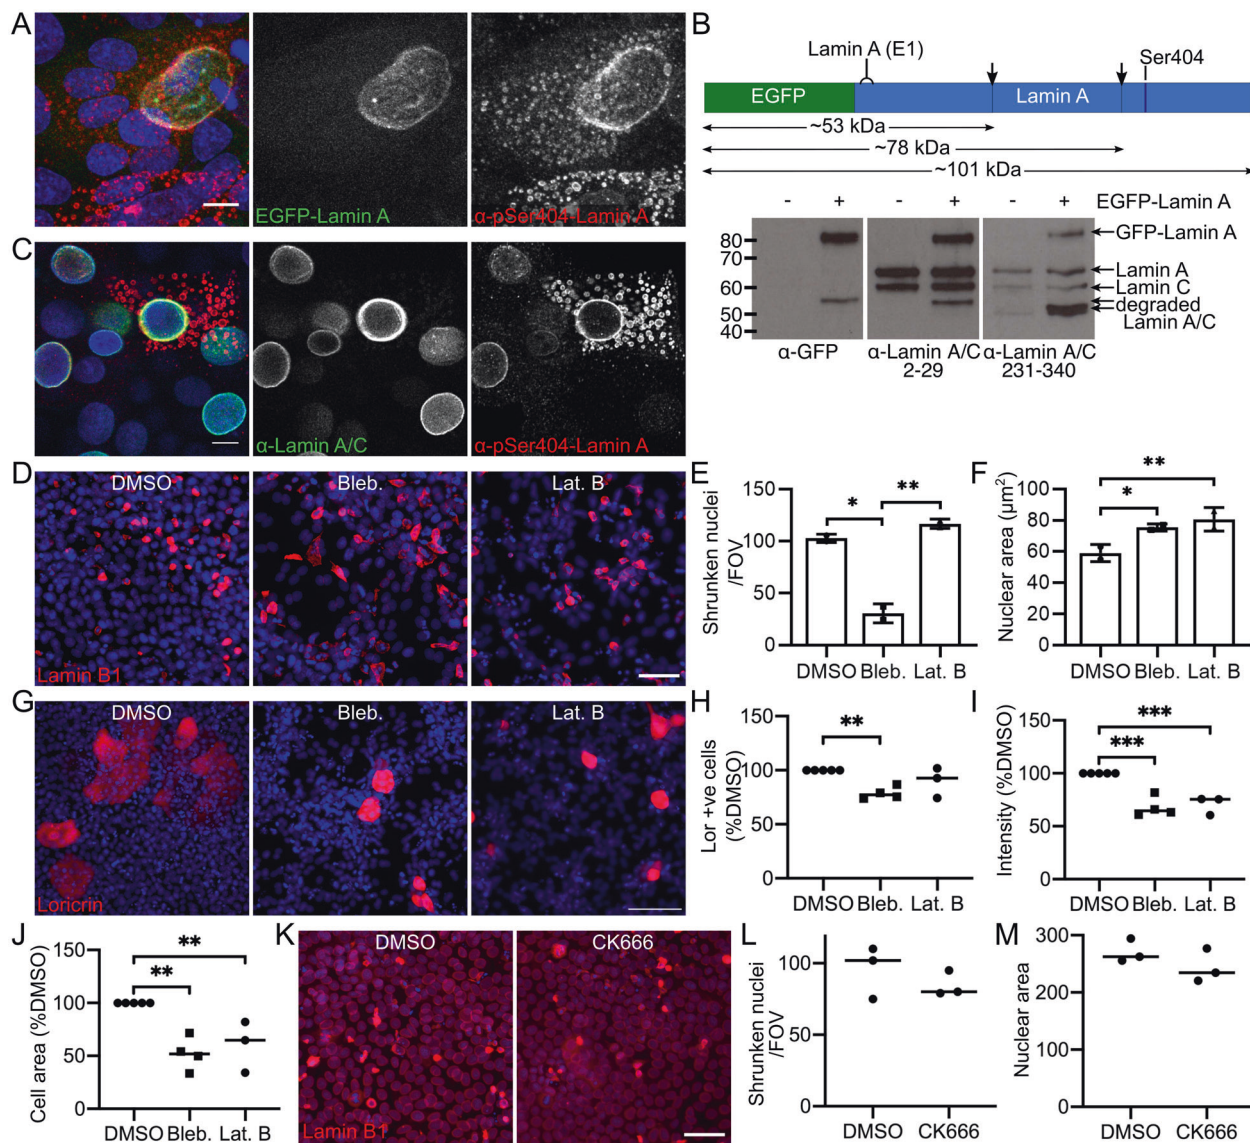 A
EGFP-Lamin A
α-pSer404-Lamin A
B
Lamin A (E1)
Ser404
EGFP
Lamin A
~53 kDa
~78 kDa
~101 kDa
- + - + - + EGFP-Lamin A
80
70
60
50
40
GFP-Lamin A
Lamin A
Lamin C
degraded
Lamin A/C
α-GFP
α-Lamin A/C
2-29
α-Lamin A/C
231-340
C
α-Lamin A/C
α-pSer404-Lamin A
D
DMSO
Bleb.
Lat. B
Lamin B1
E
Shrunken nuclei
/FOV
150
100
50
0
* **
DMSO Bleb. Lat. B
F
Nuclear area (µm²)
100
80
60
40
20
0
**
*
DMSO Bleb. Lat. B
G
DMSO
Bleb.
Lat. B
Loricrin
H
Lor +ve cells
(%DMSO)
150
100
50
0
**
DMSO Bleb. Lat. B
I
Intensity (%DMSO)
150
100
50
0
***
***
DMSO Bleb. Lat. B
J
Cell area (%DMSO)
150
100
50
0
**
**
DMSO Bleb. Lat. B
K
DMSO
CK666
Lamin B1
L
Shrunken nuclei
/FOV
100
50
0
DMSO CK666
M
Nuclear area
300
200
100
0
DMSO CK666